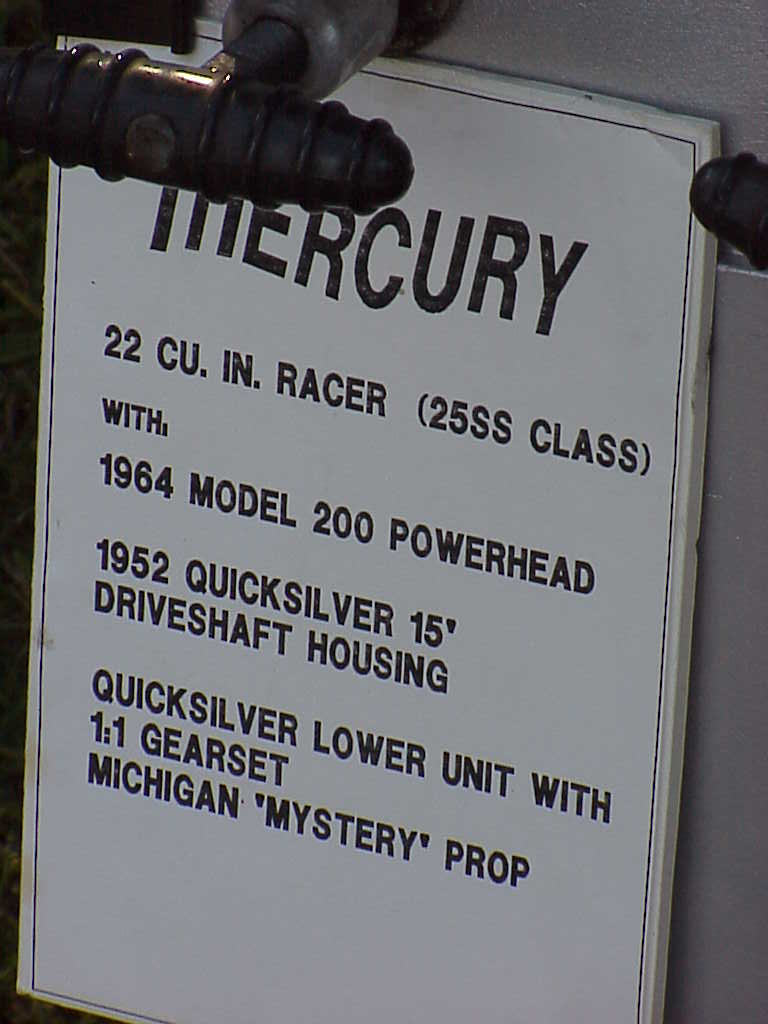 MERCURY
22 CU. IN. RACER (25SS CLASS)
WITH:
1964 MODEL 200 POWERHEAD
1952 QUICKSILVER 15"
DRIVESHAFT HOUSING
QUICKSILVER LOWER UNIT WITH
1:1 GEARSET
MICHIGAN "MYSTERY" PROP